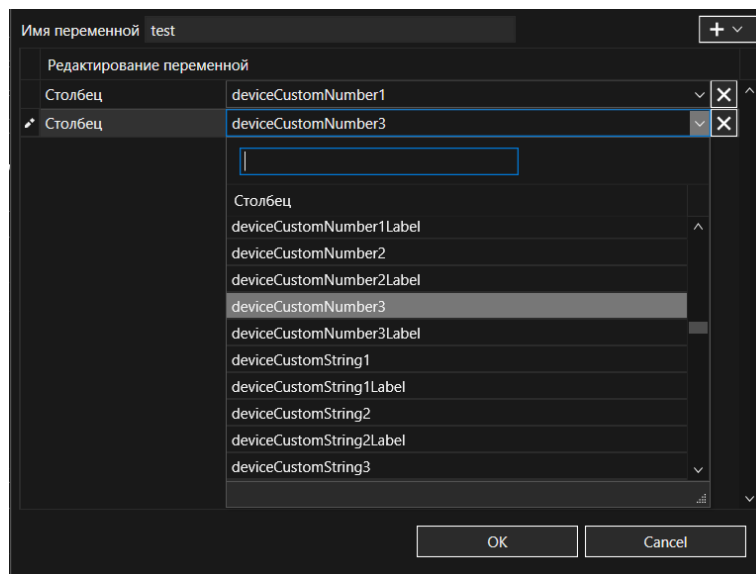 Имя переменной test
Редактирование переменной
Столбец deviceCustomNumber1
Столбец deviceCustomNumber3
Столбец
deviceCustomNumber1Label
deviceCustomNumber2
deviceCustomNumber2Label
deviceCustomNumber3
deviceCustomNumber3Label
deviceCustomString1
deviceCustomString1Label
deviceCustomString2
deviceCustomString2Label
deviceCustomString3
OK Cancel